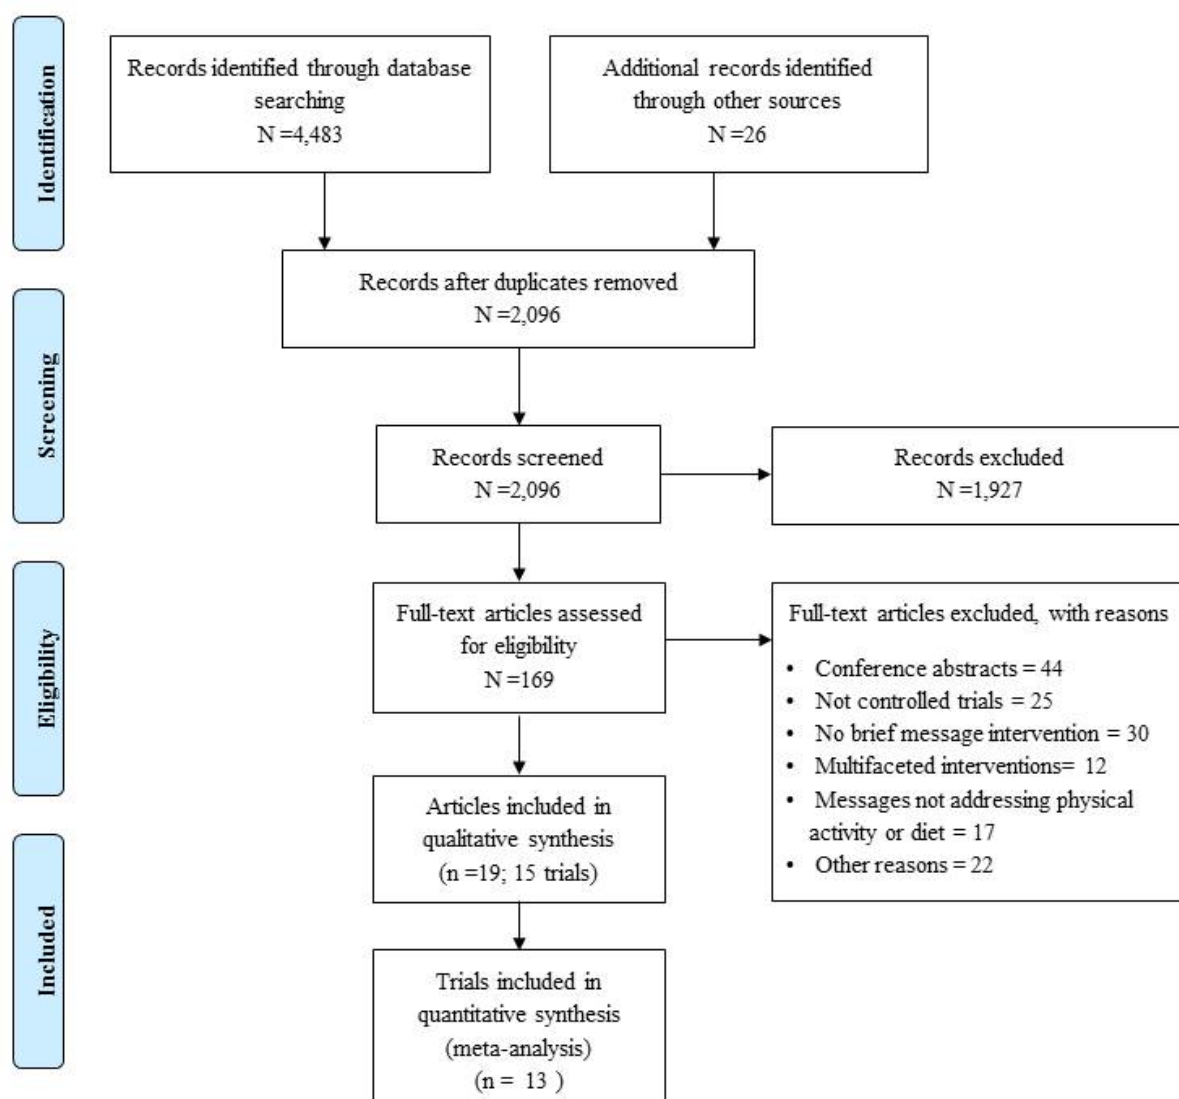 Identification
Records identified through database
searching
N =4,483
Additional records identified
through other sources
N =26
Records after duplicates removed
N =2,096
Screening
Records screened
N =2,096
Records excluded
N =1,927
Eligibility
Full-text articles assessed
for eligibility
N =169
Full-text articles excluded, with reasons
• Conference abstracts = 44
• Not controlled trials = 25
• No brief message intervention = 30
• Multifaceted interventions= 12
• Messages not addressing physical
activity or diet = 17
• Other reasons = 22
Articles included in
qualitative synthesis
(n =19; 15 trials)
Included
Trials included in
quantitative synthesis
(meta-analysis)
(n = 13 )